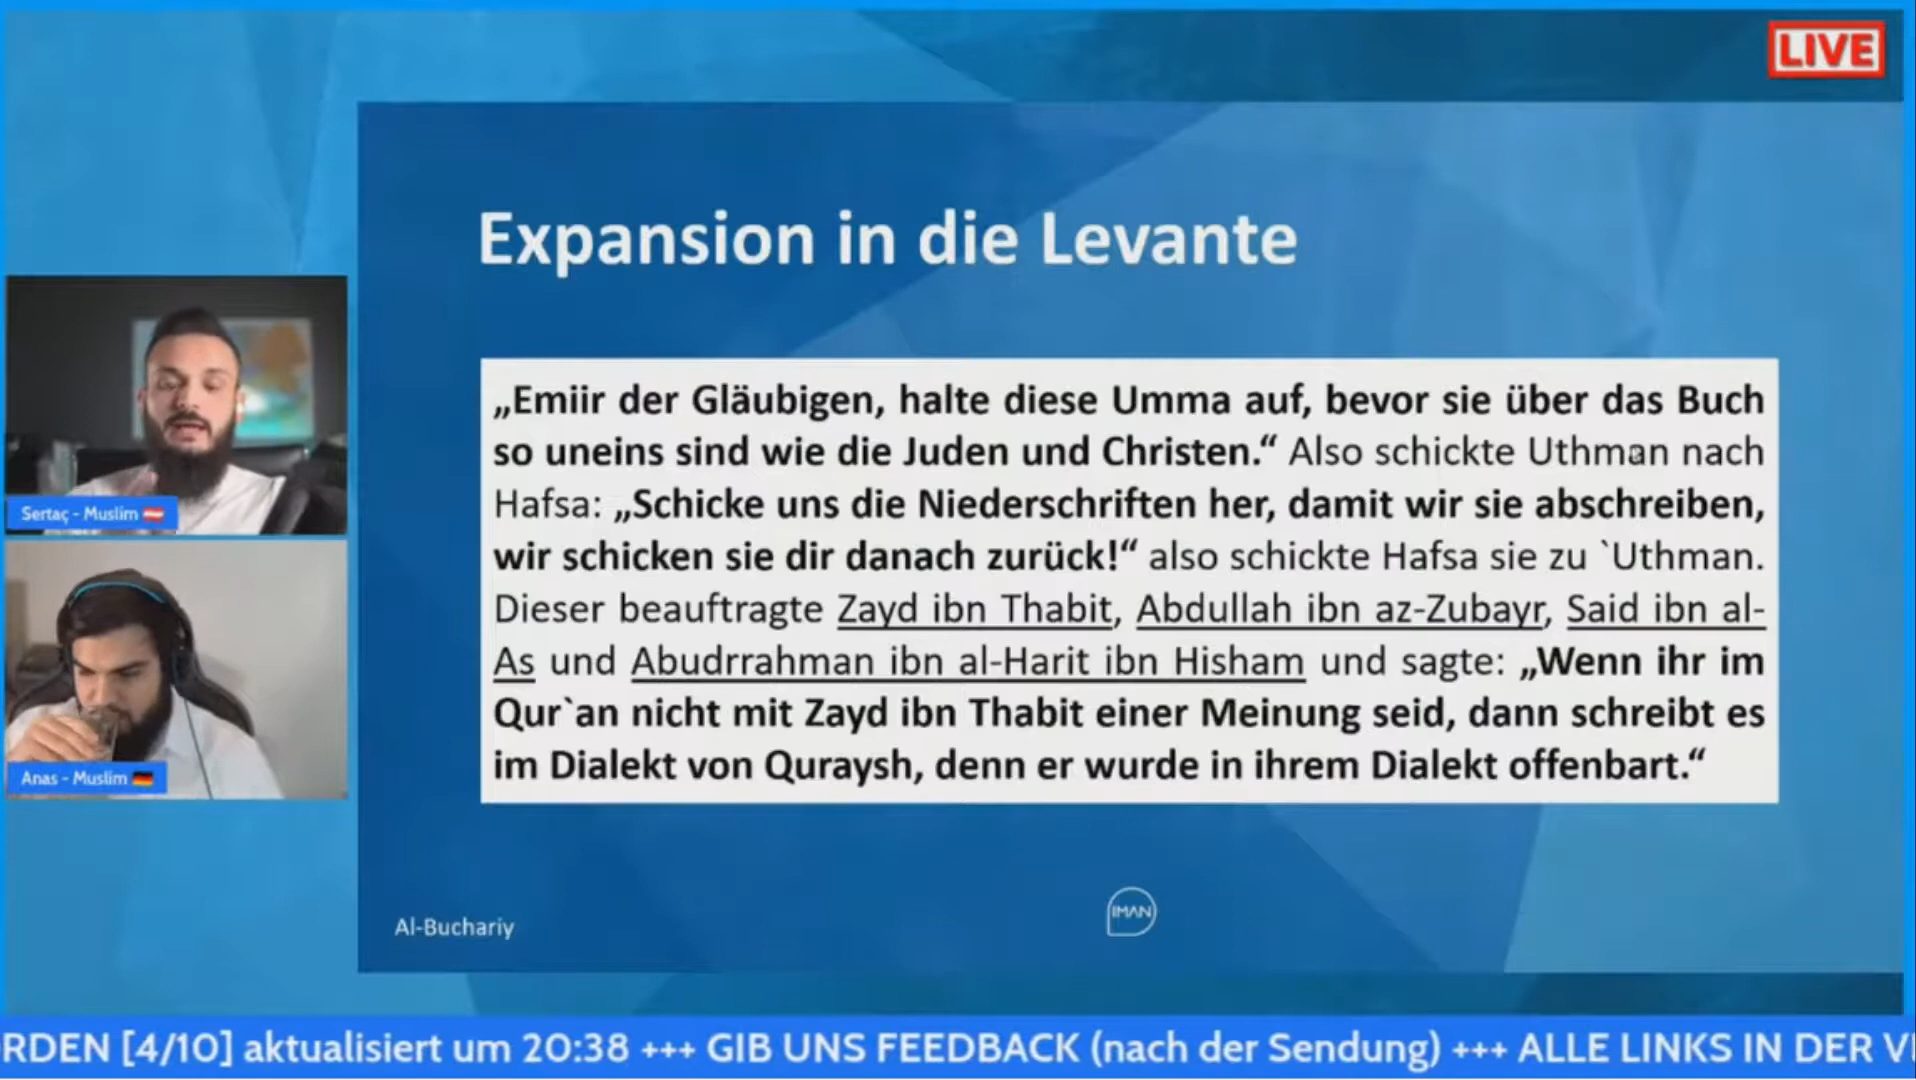 LIVE
Expansion in die Levante
„Emiir der Gläubigen, halte diese Umma auf, bevor sie über das Buch
so uneins sind wie die Juden und Christen.“ Also schickte Uthman nach
Hafsa: „Schicke uns die Niederschriften her, damit wir sie abschreiben,
wir schicken sie dir danach zurück!“ also schickte Hafsa sie zu `Uthman.
Dieser beauftragte Zayd ibn Thabit, Abdullah ibn az-Zubayr, Said ibn al-
As und Abudrrahman ibn al-Harit ibn Hisham und sagte: „Wenn ihr im
Qur`an nicht mit Zayd ibn Thabit einer Meinung seid, dann schreibt es
im Dialekt von Quraysh, denn er wurde in ihrem Dialekt offenbart.“
Sertaç - Muslim
Anas - Muslim
Al-Buchariy
IMAN
RDEN [4/10] aktualisiert um 20:38 +++ GIB UNS FEEDBACK (nach der Sendung) +++ ALLE LINKS IN DER V